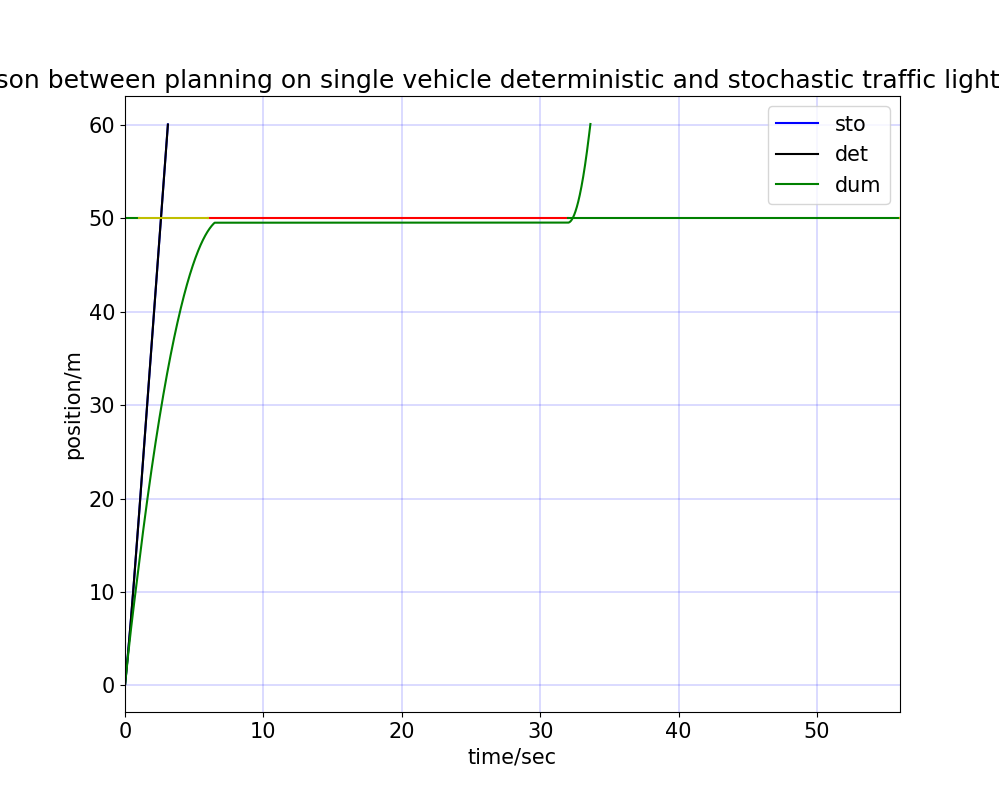 son between planning on single vehicle deterministic and stochastic traffic light
sto
det
dum
60
50
40
30
20
10
0
position/m
0 10 20 30 40 50
time/sec